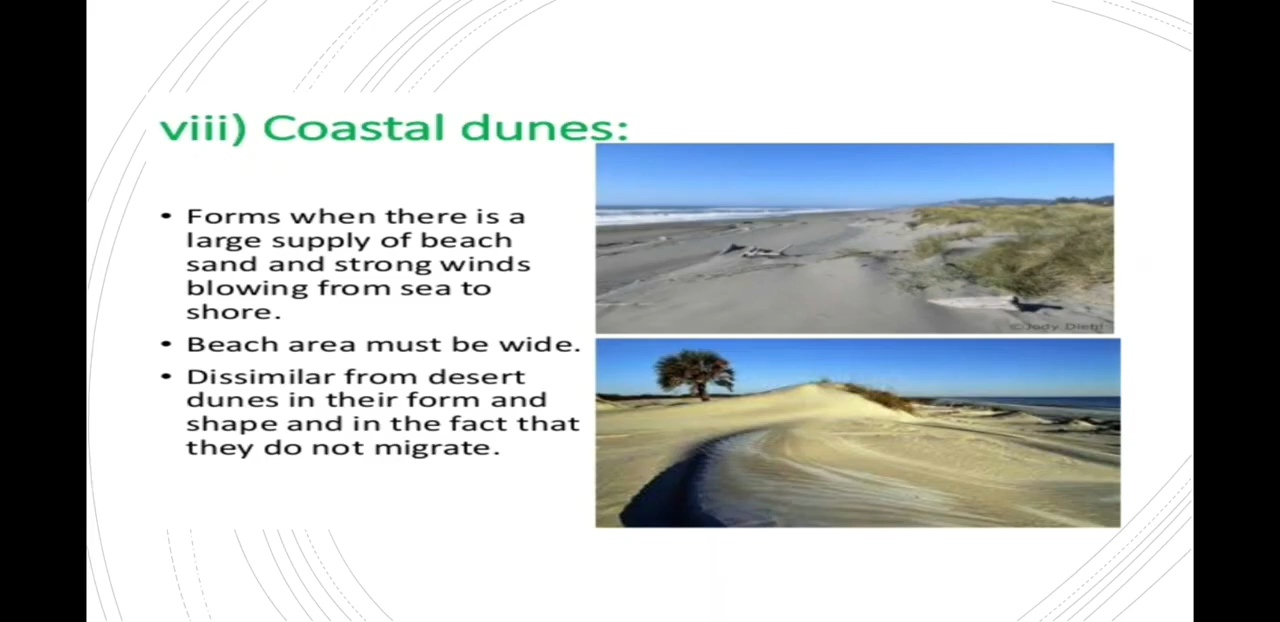 viii) Coastal dunes:
• Forms when there is a
large supply of beach
sand and strong winds
blowing from sea to
shore.
• Beach area must be wide.
• Dissimilar from desert
dunes in their form and
shape and in the fact that
they do not migrate.
©Jody Diehl